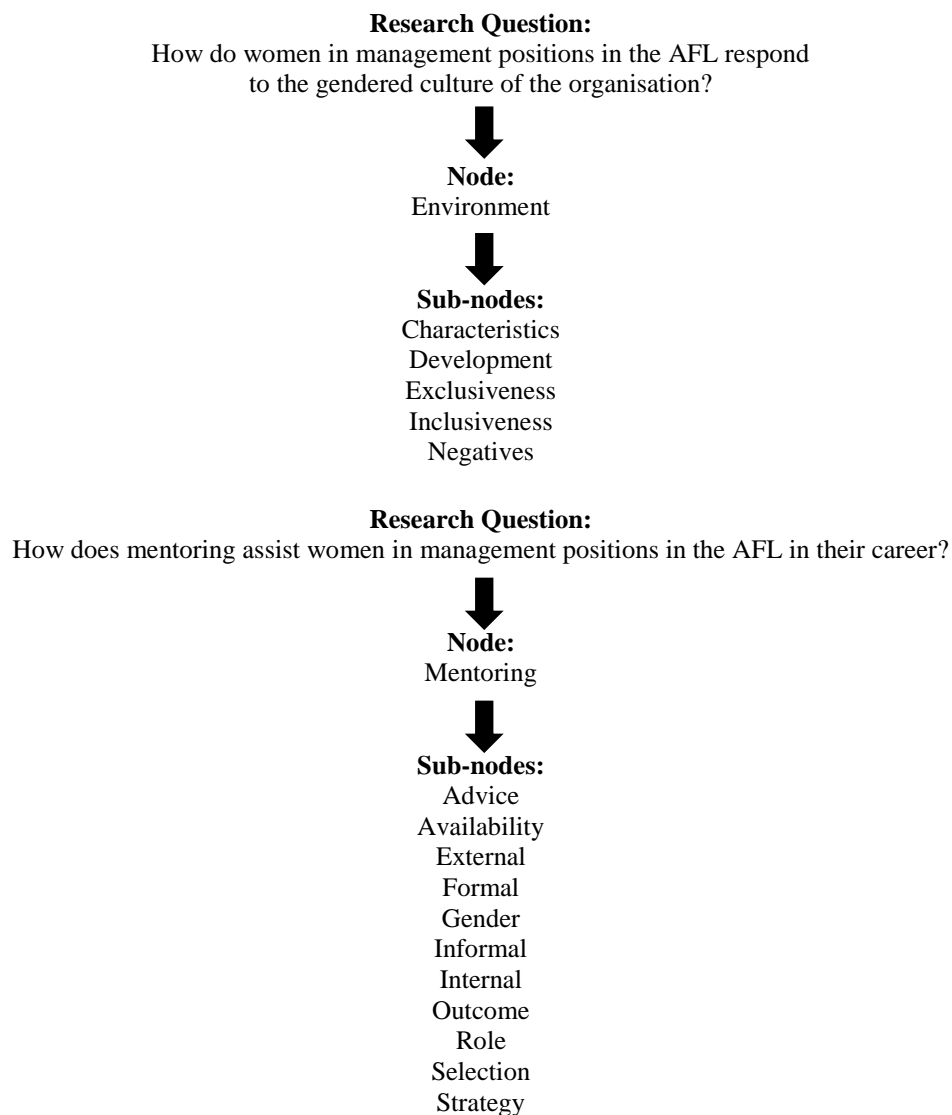 Research Question:
How do women in management positions in the AFL respond
to the gendered culture of the organisation?
Node:
Environment
Sub-nodes:
Characteristics
Development
Exclusiveness
Inclusiveness
Negatives
Research Question:
How does mentoring assist women in management positions in the AFL in their career?
Node:
Mentoring
Sub-nodes:
Advice
Availability
External
Formal
Gender
Informal
Internal
Outcome
Role
Selection
Strategy